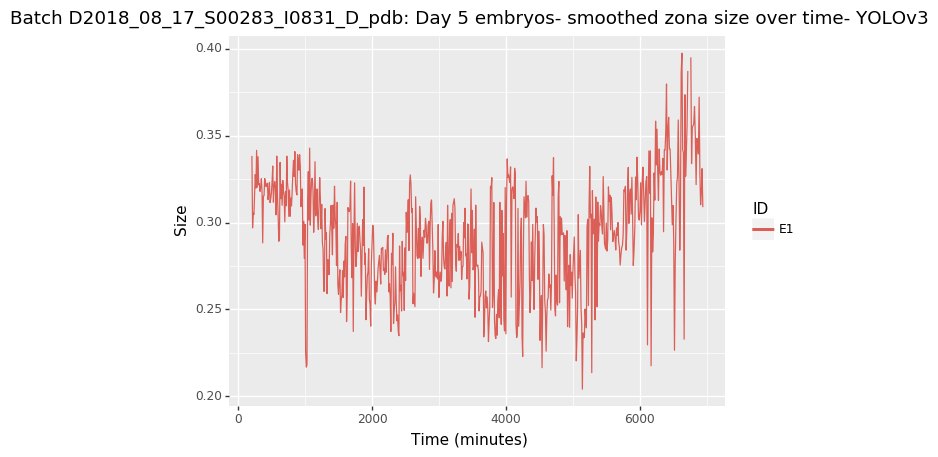 Batch D2018_08_17_S00283_I0831_D_pdb: Day 5 embryos- smoothed zona size over time- YOLOv3
0.40
0.35
0.30
0.25
0.20
Size
0
2000
4000
6000
Time (minutes)
ID
E1